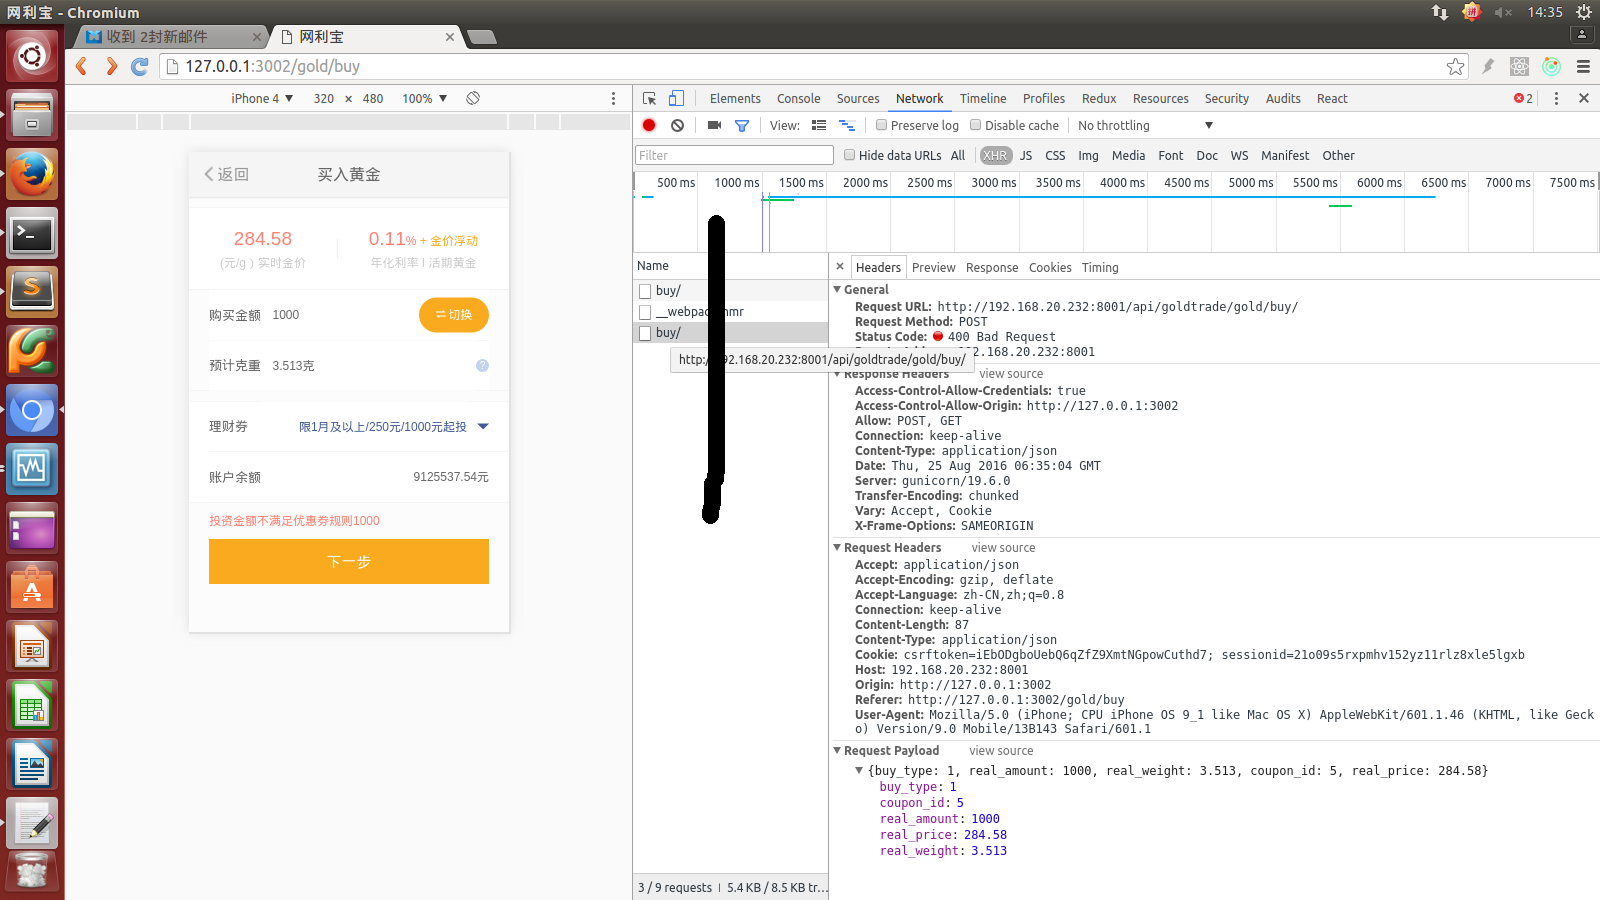 网利宝 - Chromium
14:35
收到 2封新邮件
网利宝
127.0.0.1:3002/gold/buy
iPhone 4 ▼ 320 × 480 100% ▼
Elements Console Sources Network Timeline Profiles Redux Resources Security Audits React 2
View: Preserve log Disable cache No throttling ▼
Filter Hide data URLs All XHR JS CSS Img Media Font Doc WS Manifest Other
500 ms 1000 ms 1500 ms 2000 ms 2500 ms 3000 ms 3500 ms 4000 ms 4500 ms 5000 ms 5500 ms 6000 ms 6500 ms 7000 ms 7500 ms
返回 买入黄金
284.58
(元/g ) 实时金价
0.11% + 金价浮动
年化利率 I 活期黄金
购买金额 1000 切换
预计克重 3.513克 ?
理财券 限1月及以上/250元/1000元起投
账户余额 9125537.54元
投资金额不满足优惠券规则1000
下一步
Name
buy/
__webpac hmr
buy/
http:/ 92.168.20.232:8001/api/goldtrade/gold/buy/
3 / 9 requests | 5.4 KB / 8.5 KB tr...
× Headers Preview Response Cookies Timing
General
Request URL: http://192.168.20.232:8001/api/goldtrade/gold/buy/
Request Method: POST
Status Code: 400 Bad Request
92.168.20.232:8001
Response Headers view source
Access-Control-Allow-Credentials: true
Access-Control-Allow-Origin: http://127.0.0.1:3002
Allow: POST, GET
Connection: keep-alive
Content-Type: application/json
Date: Thu, 25 Aug 2016 06:35:04 GMT
Server: gunicorn/19.6.0
Transfer-Encoding: chunked
Vary: Accept, Cookie
X-Frame-Options: SAMEORIGIN
Request Headers view source
Accept: application/json
Accept-Encoding: gzip, deflate
Accept-Language: zh-CN,zh;q=0.8
Connection: keep-alive
Content-Length: 87
Content-Type: application/json
Cookie: csrftoken=iEbODgboUebQ6qZfZ9XmtNGpowCuthd7; sessionid=21o09s5rxpmhv152yz11rlz8xle5lgxb
Host: 192.168.20.232:8001
Origin: http://127.0.0.1:3002
Referer: http://127.0.0.1:3002/gold/buy
User-Agent: Mozilla/5.0 (iPhone; CPU iPhone OS 9_1 like Mac OS X) AppleWebKit/601.1.46 (KHTML, like Geck
o) Version/9.0 Mobile/13B143 Safari/601.1
Request Payload view source
{buy_type: 1, real_amount: 1000, real_weight: 3.513, coupon_id: 5, real_price: 284.58}
buy_type: 1
coupon_id: 5
real_amount: 1000
real_price: 284.58
real_weight: 3.513